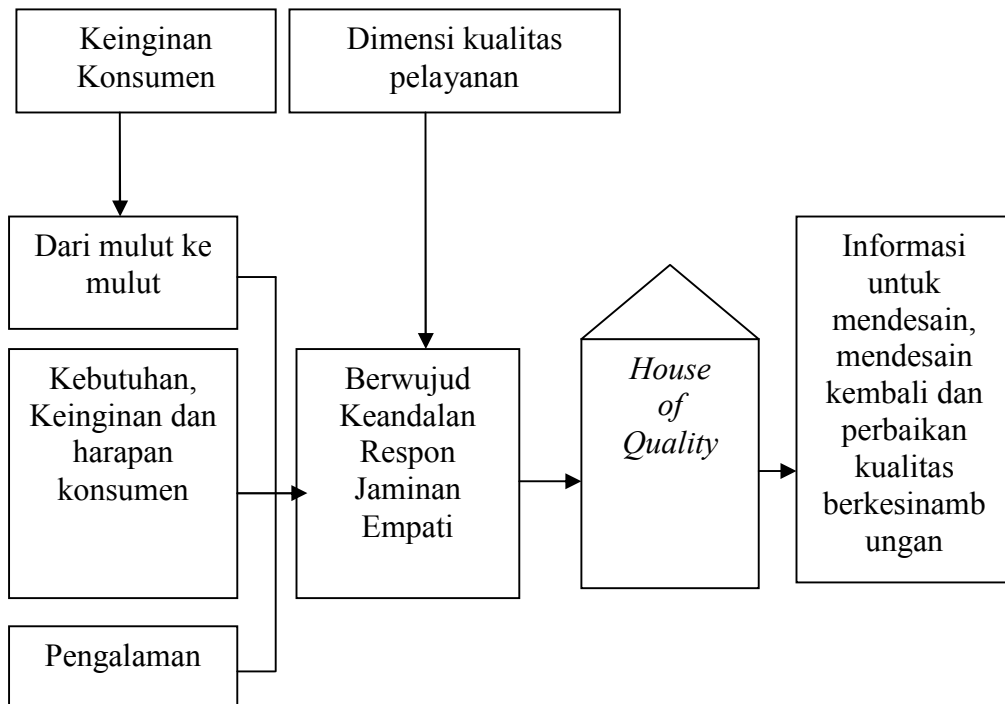 Keinginan
Konsumen
Dimensi kualitas
pelayanan
Dari mulut ke
mulut
Kebutuhan,
Keinginan dan
harapan
konsumen
Pengalaman
Berwujud
Keandalan
Respon
Jaminan
Empati
House
of
Quality
Informasi
untuk
mendesain,
mendesain
kembali dan
perbaikan
kualitas
berkesinamb
ungan